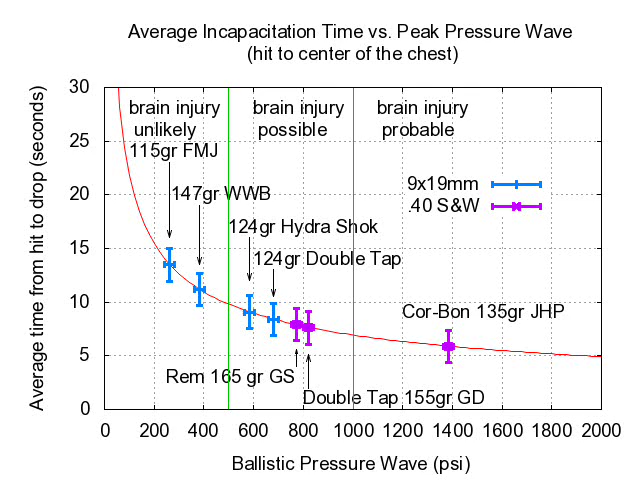 Average Incapacitation Time vs. Peak Pressure Wave
(hit to center of the chest)
Average time from hit to drop (seconds)
30
25
20
15
10
5
0
brain injury unlikely
brain injury possible
brain injury probable
115gr FMJ
147gr WWB
124gr Hydra Shok
124gr Double Tap
9x19mm
.40 S&W
Cor-Bon 135gr JHP
Rem 165 gr GS
Double Tap 155gr GD
0 200 400 600 800 1000 1200 1400 1600 1800 2000
Ballistic Pressure Wave (psi)